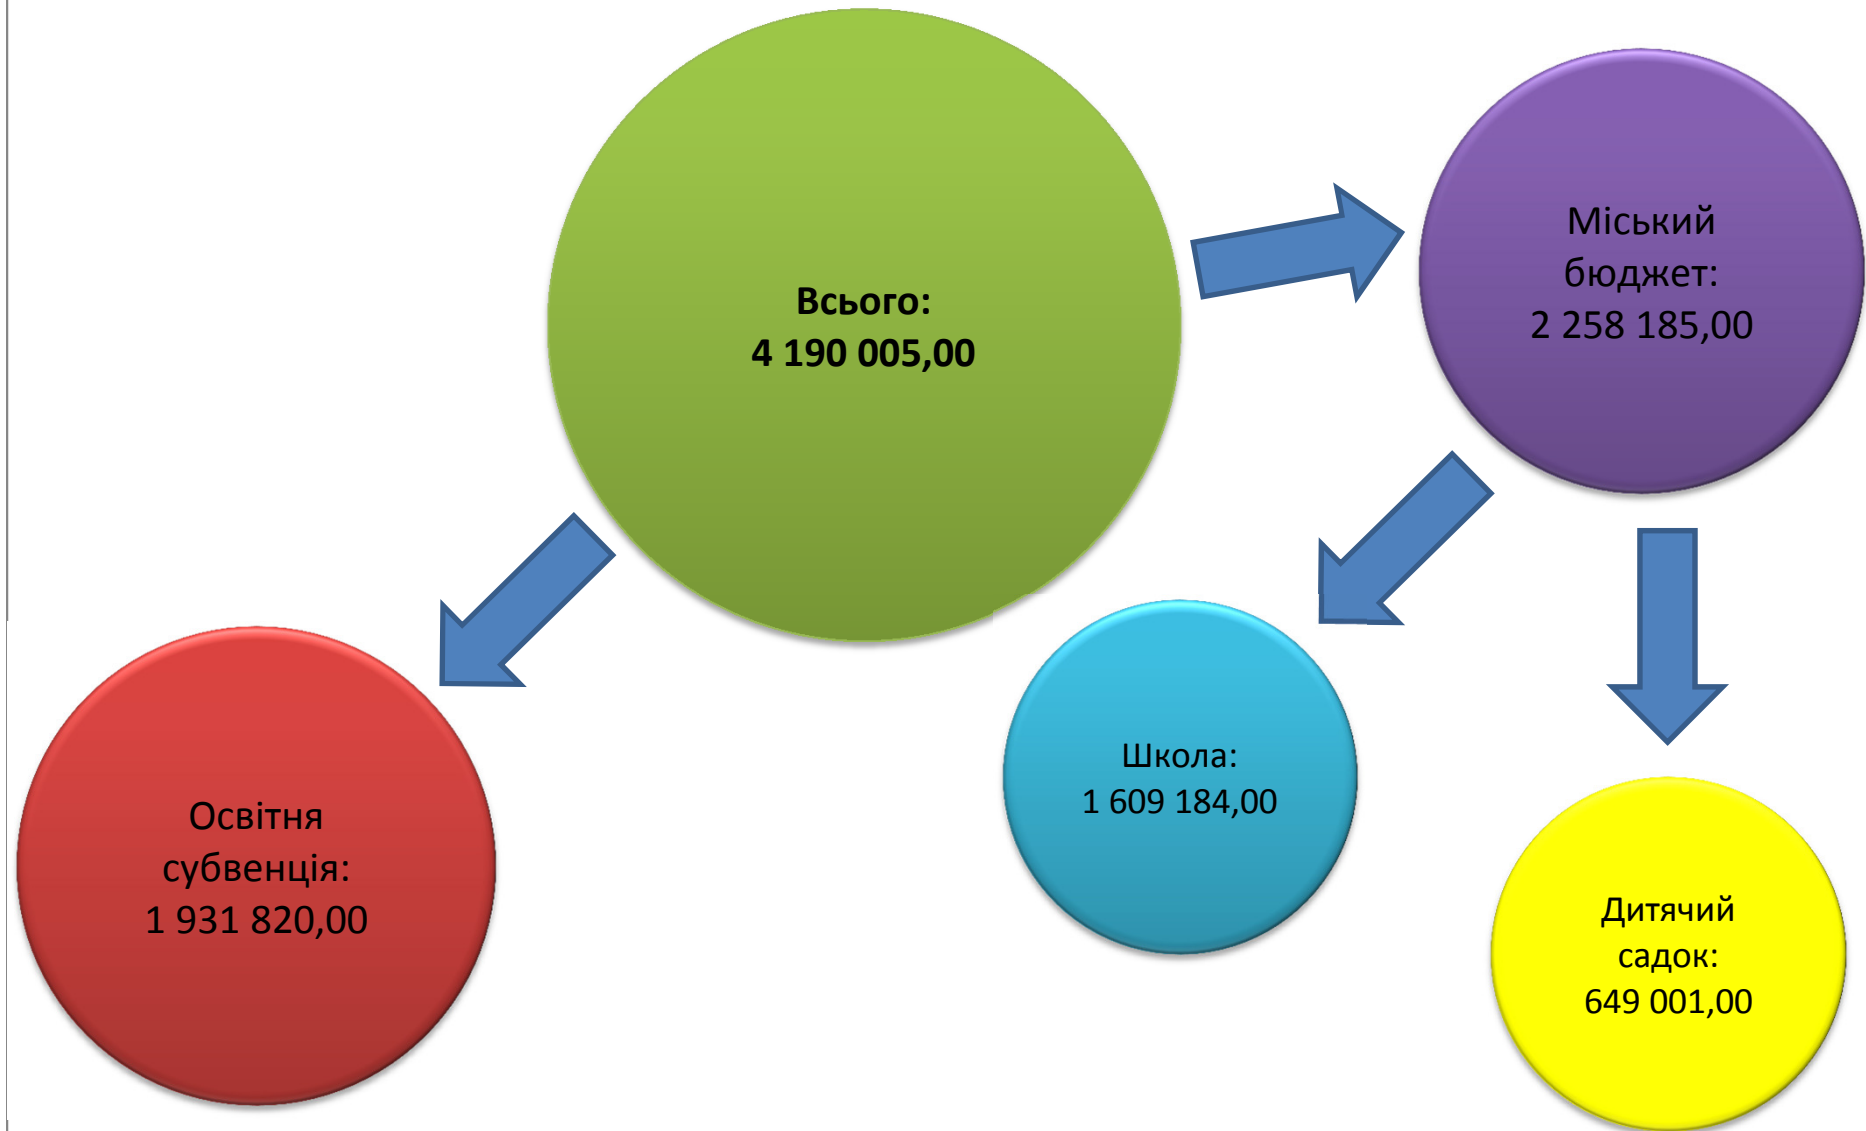 Всього:
4 190 005,00
Міський
бюджет:
2 258 185,00
Освітня
субвенція:
1 931 820,00
Школа:
1 609 184,00
Дитячий
садок:
649 001,00